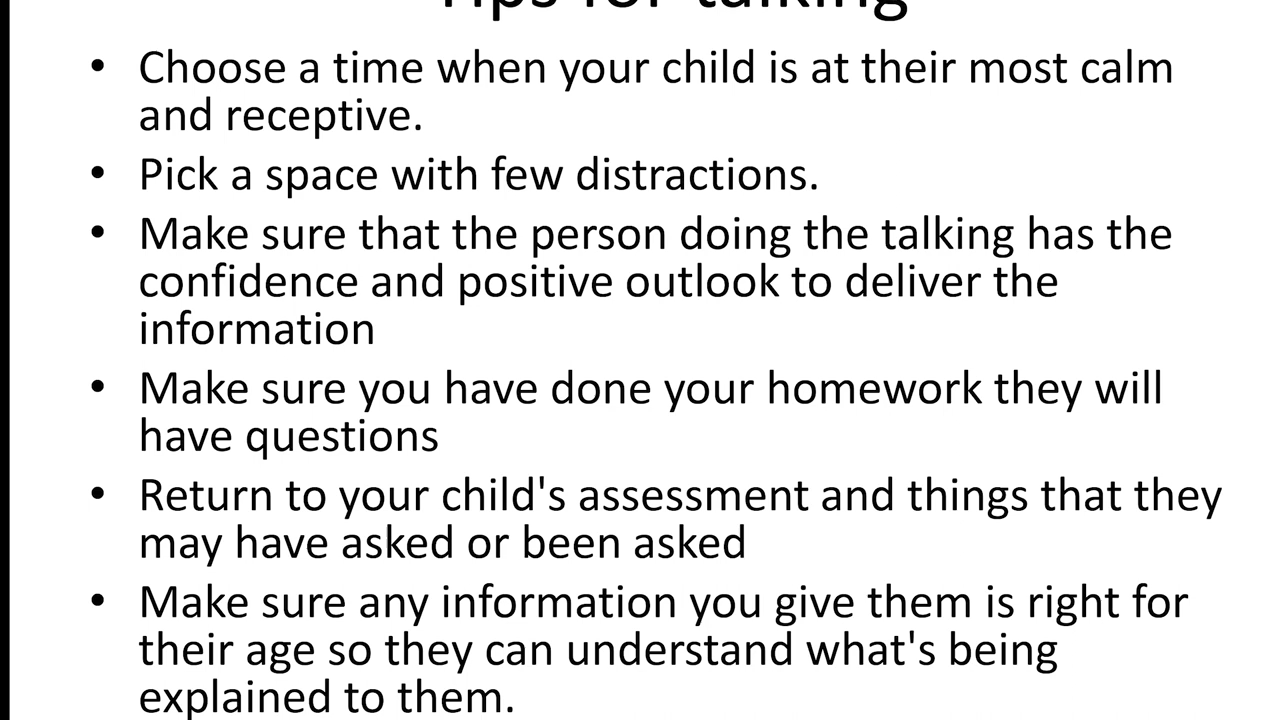 Tips for talking
• Choose a time when your child is at their most calm
and receptive.
• Pick a space with few distractions.
• Make sure that the person doing the talking has the
confidence and positive outlook to deliver the
information
• Make sure you have done your homework they will
have questions
• Return to your child's assessment and things that they
may have asked or been asked
• Make sure any information you give them is right for
their age so they can understand what's being
explained to them.